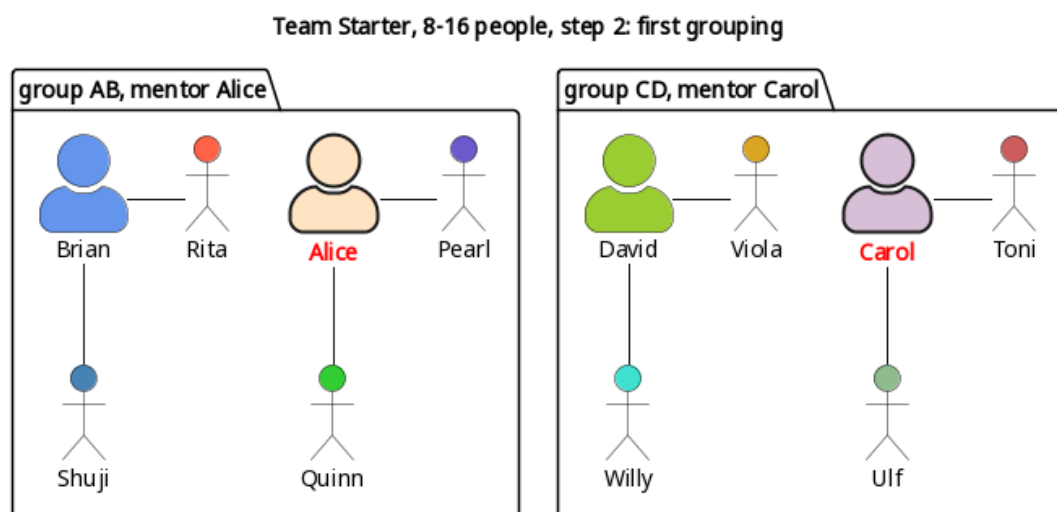 Team Starter, 8-16 people, step 2: first grouping
group AB, mentor Alice
Brian
Rita
Alice
Pearl
Shuji
Quinn
group CD, mentor Carol
David
Viola
Carol
Toni
Willy
Ulf